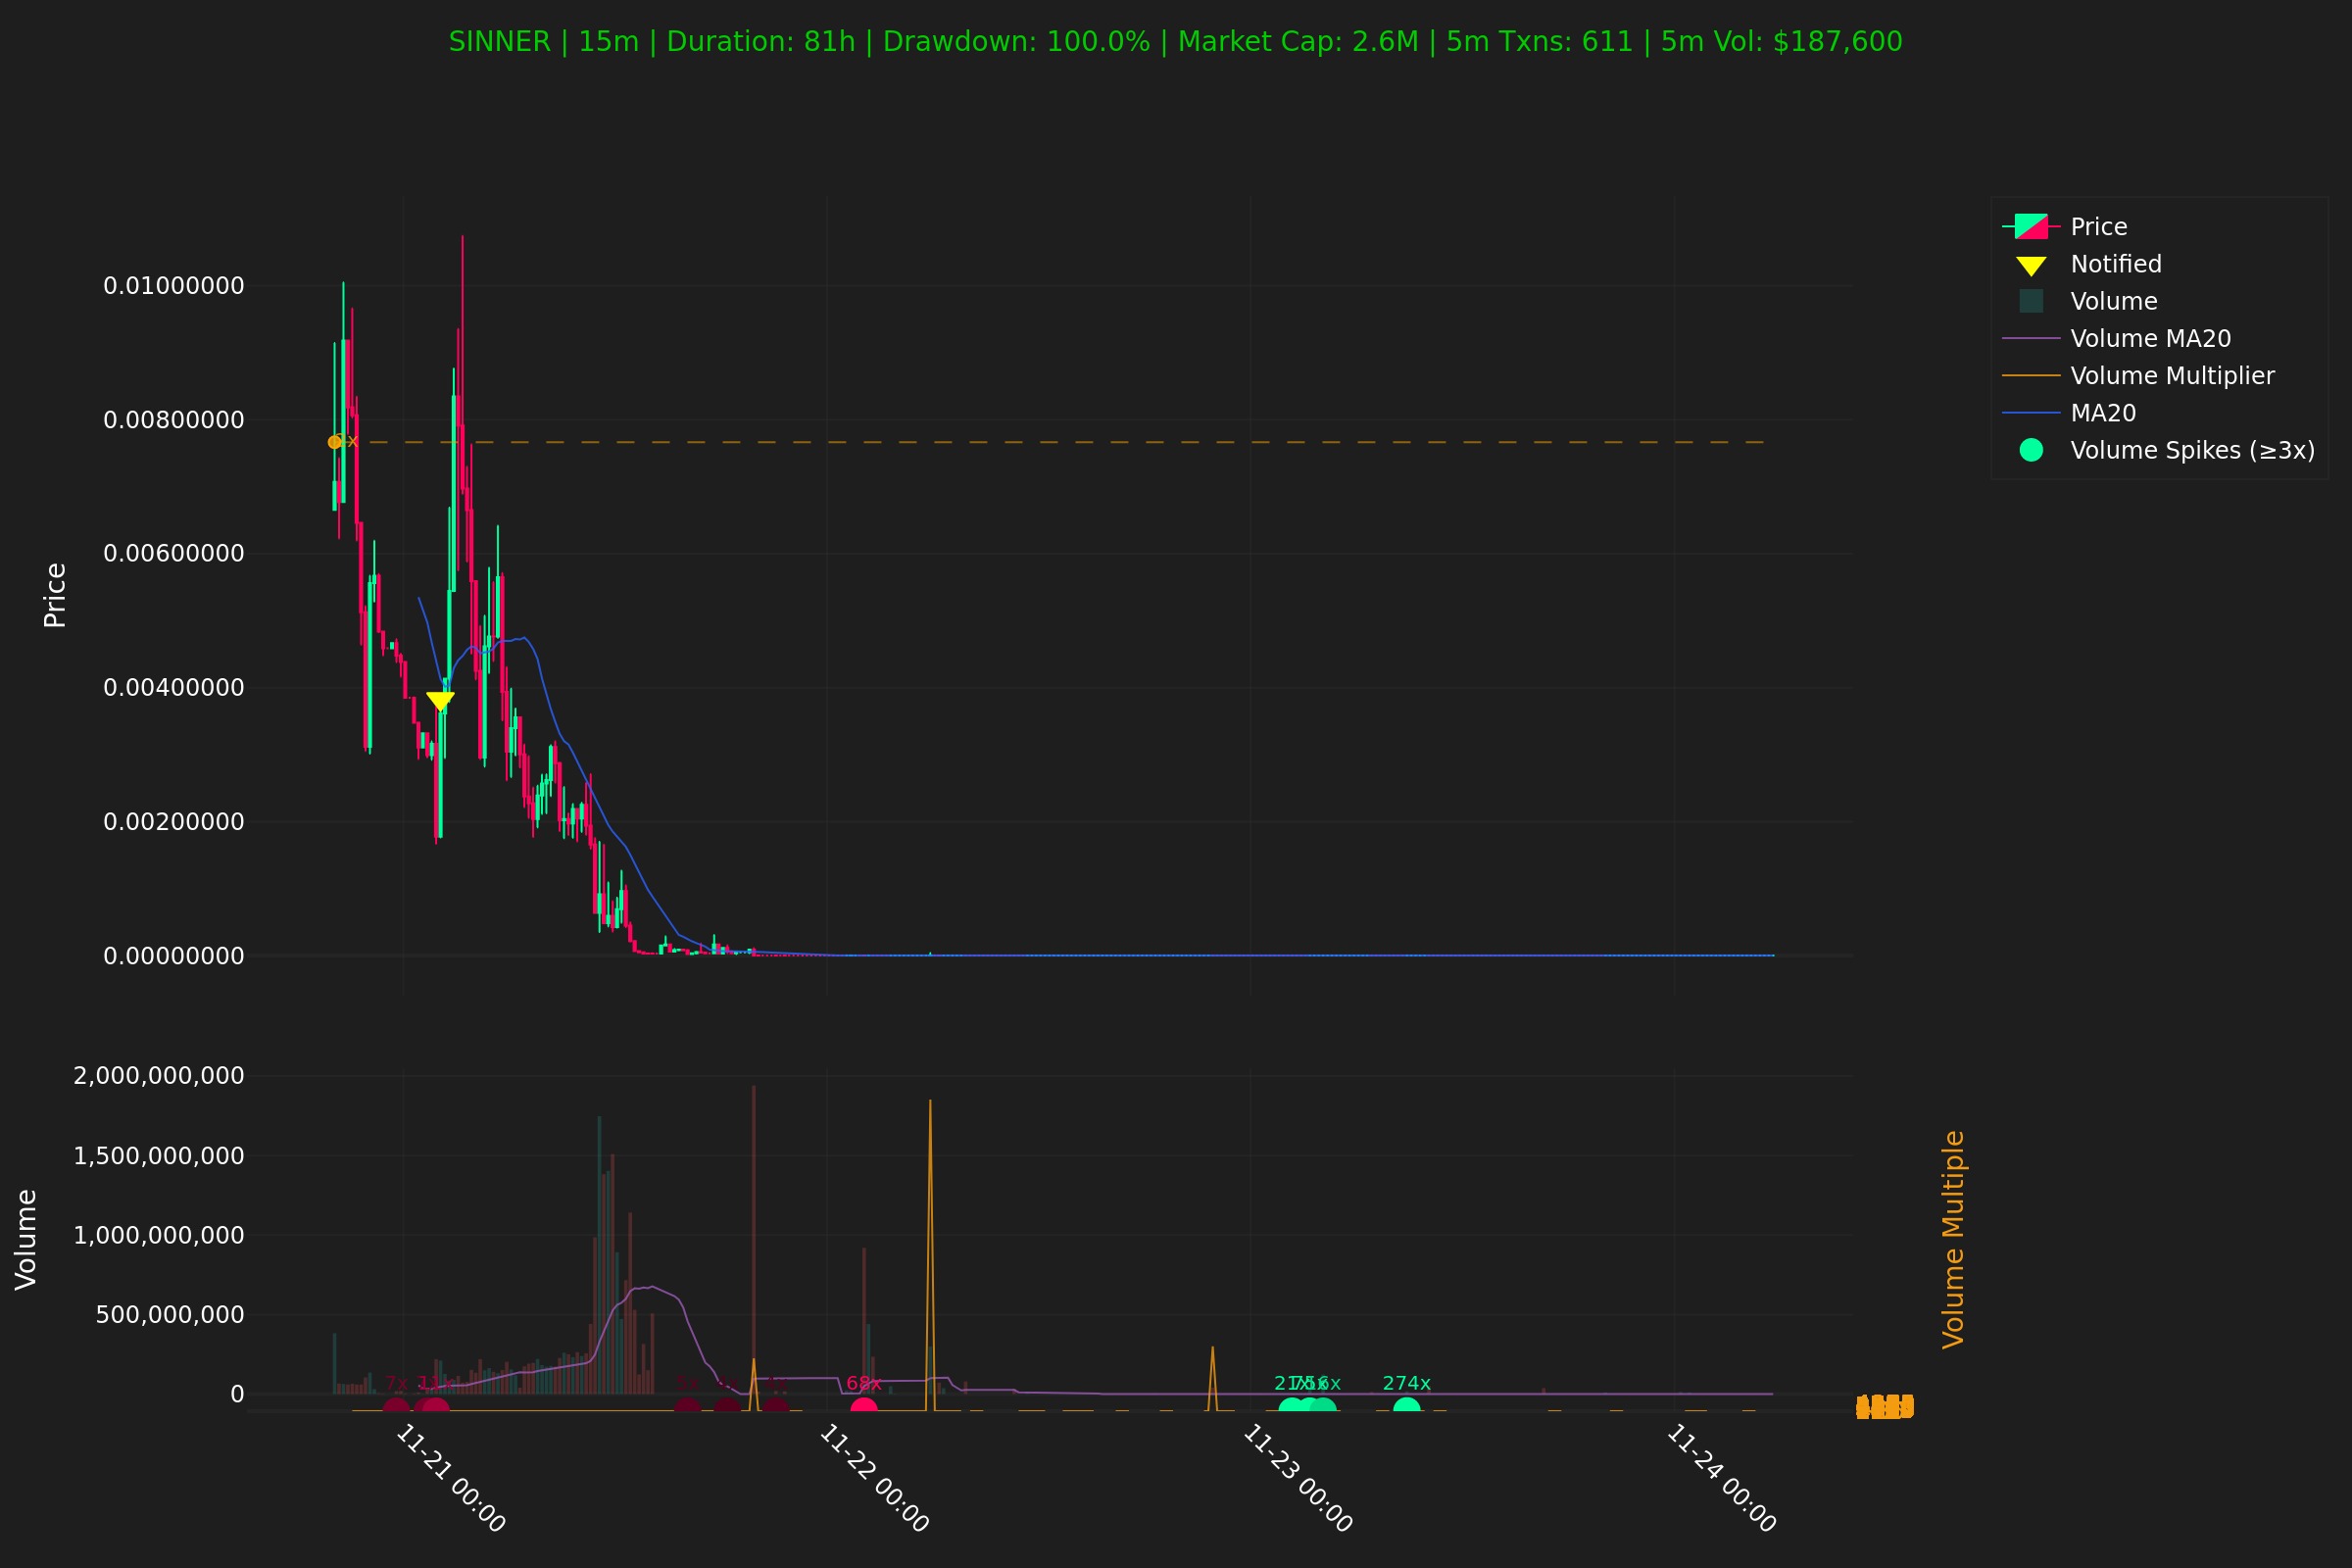 SINNER | 15m | Duration: 81h | Drawdown: 100.0% | Market Cap: 2.6M | 5m Txns: 611 | 5m Vol: $187,600
Price
0.01000000
0.00800000
0.00600000
0.00400000
0.00200000
0.00000000
Price
Notified
Volume
Volume MA20
Volume Multiplier
MA20
Volume Spikes (≥3x)
Volume
2,000,000,000
1,500,000,000
1,000,000,000
500,000,000
0
7x
68x
274x
Volume Multiple
11-21 00:00
11-22 00:00
11-23 00:00
11-24 00:00